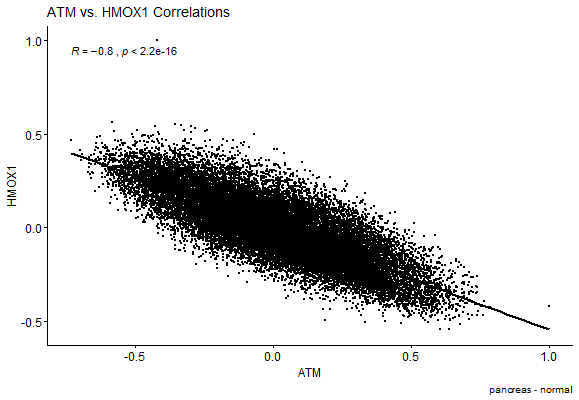 ATM vs. HMOX1 Correlations
R = −0.8 , p < 2.2e-16
1.0
0.5
0.0
-0.5
HMOX1
-0.5 0.0 0.5 1.0
ATM
pancreas - normal